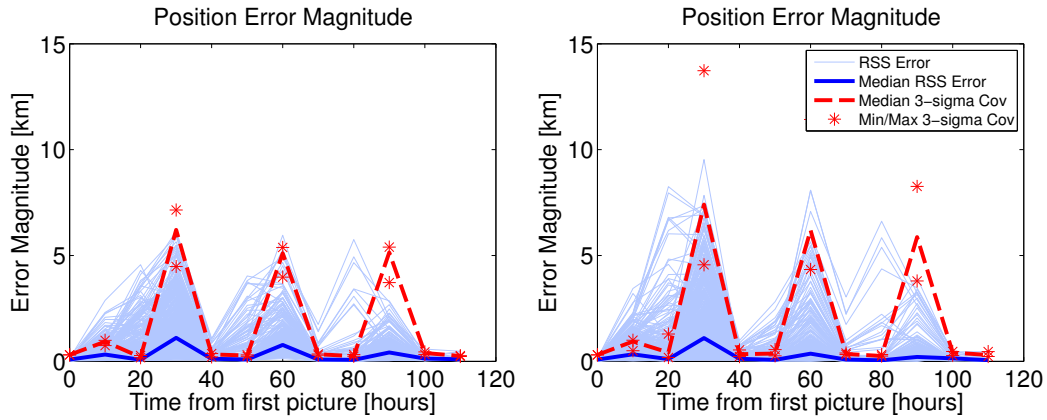 Position Error Magnitude
15
10
5
0
Error Magnitude [km]
0 20 40 60 80 100 120
Time from first picture [hours]
Position Error Magnitude
15
10
5
0
Error Magnitude [km]
0 20 40 60 80 100 120
Time from first picture [hours]
RSS Error
Median RSS Error
Median 3-sigma Cov
Min/Max 3-sigma Cov